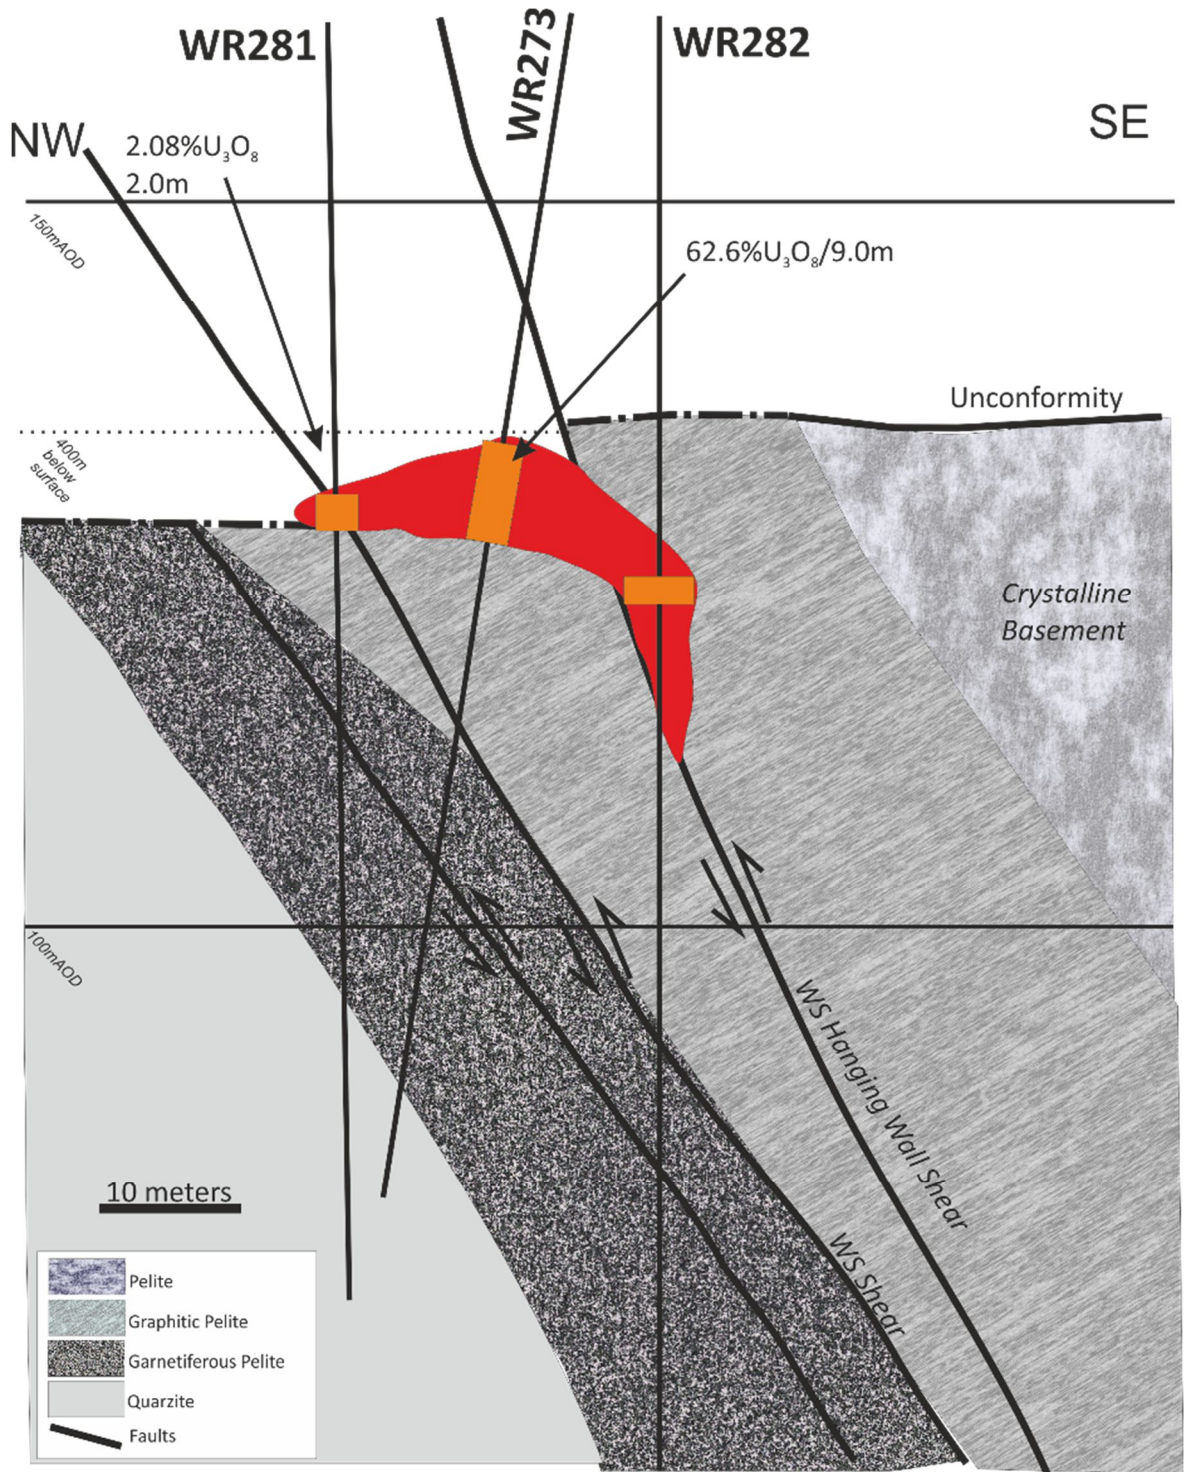 WR281
WR273
WR282
NW
SE
2.08%U₃O₈
2.0m
150mAOD
62.6%U₃O₈/9.0m
Unconformity
400m
below
surface
Crystalline
Basement
100mAOD
WS Hanging Wall Shear
WS Shear
10 meters
Pelite
Graphitic Pelite
Garnetiferous Pelite
Quarzite
Faults